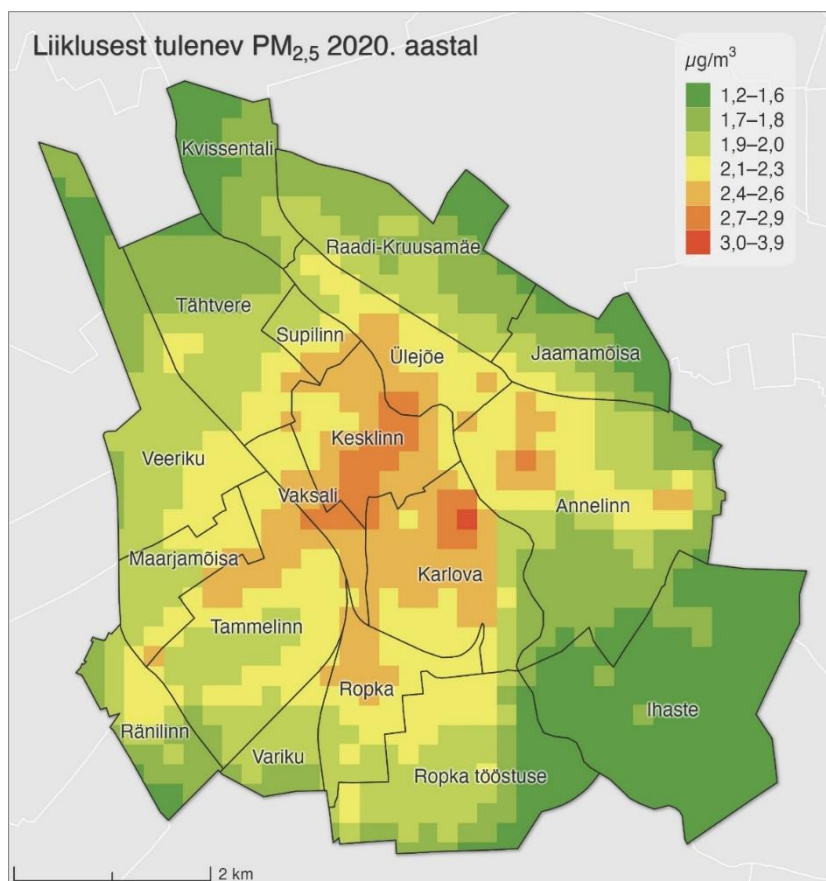 Liiklusest tulenev PM2,5 2020. aastal
µg/m3
1,2–1,6
1,7–1,8
1,9–2,0
2,1–2,3
2,4–2,6
2,7–2,9
3,0–3,9
Kvissentali
Raadi-Kruusamäe
Tähtvere
Supilinn
Ülejõe
Jaamamõisa
Kesklinn
Veeriku
Vaksali
Annelinn
Maarjamõisa
Karlova
Tammelinn
Ropka
Ihaste
Ränilinn
Variku
Ropka tööstuse
2 km